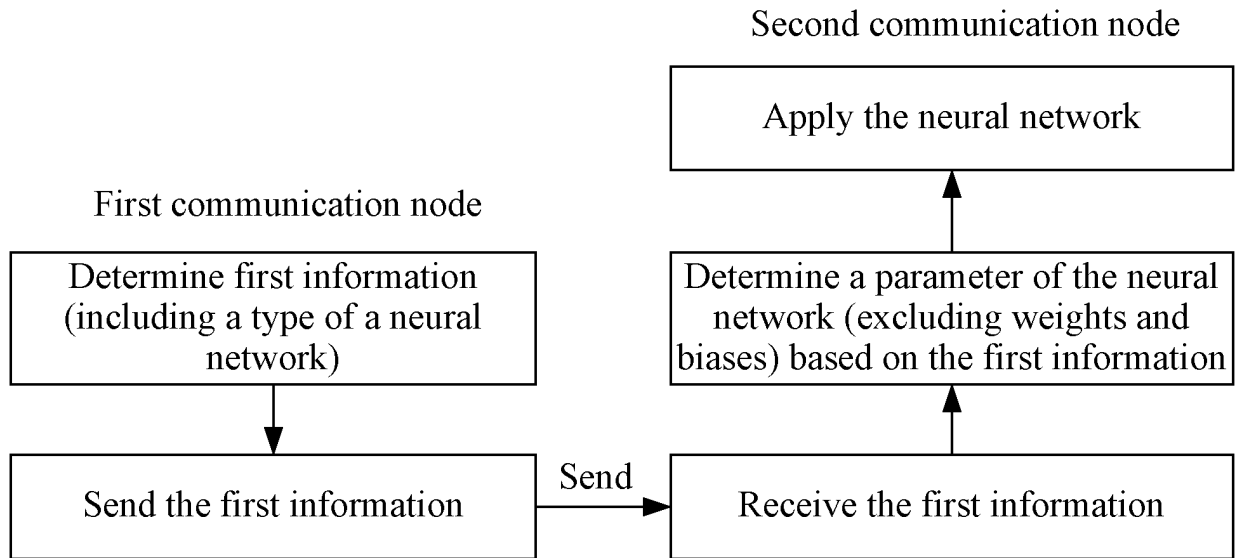 Second communication node
Apply the neural network
First communication node
Determine first information
(including a type of a neural
network)
Determine a parameter of the neural
network (excluding weights and
biases) based on the first information
Send the first information
Send
Receive the first information